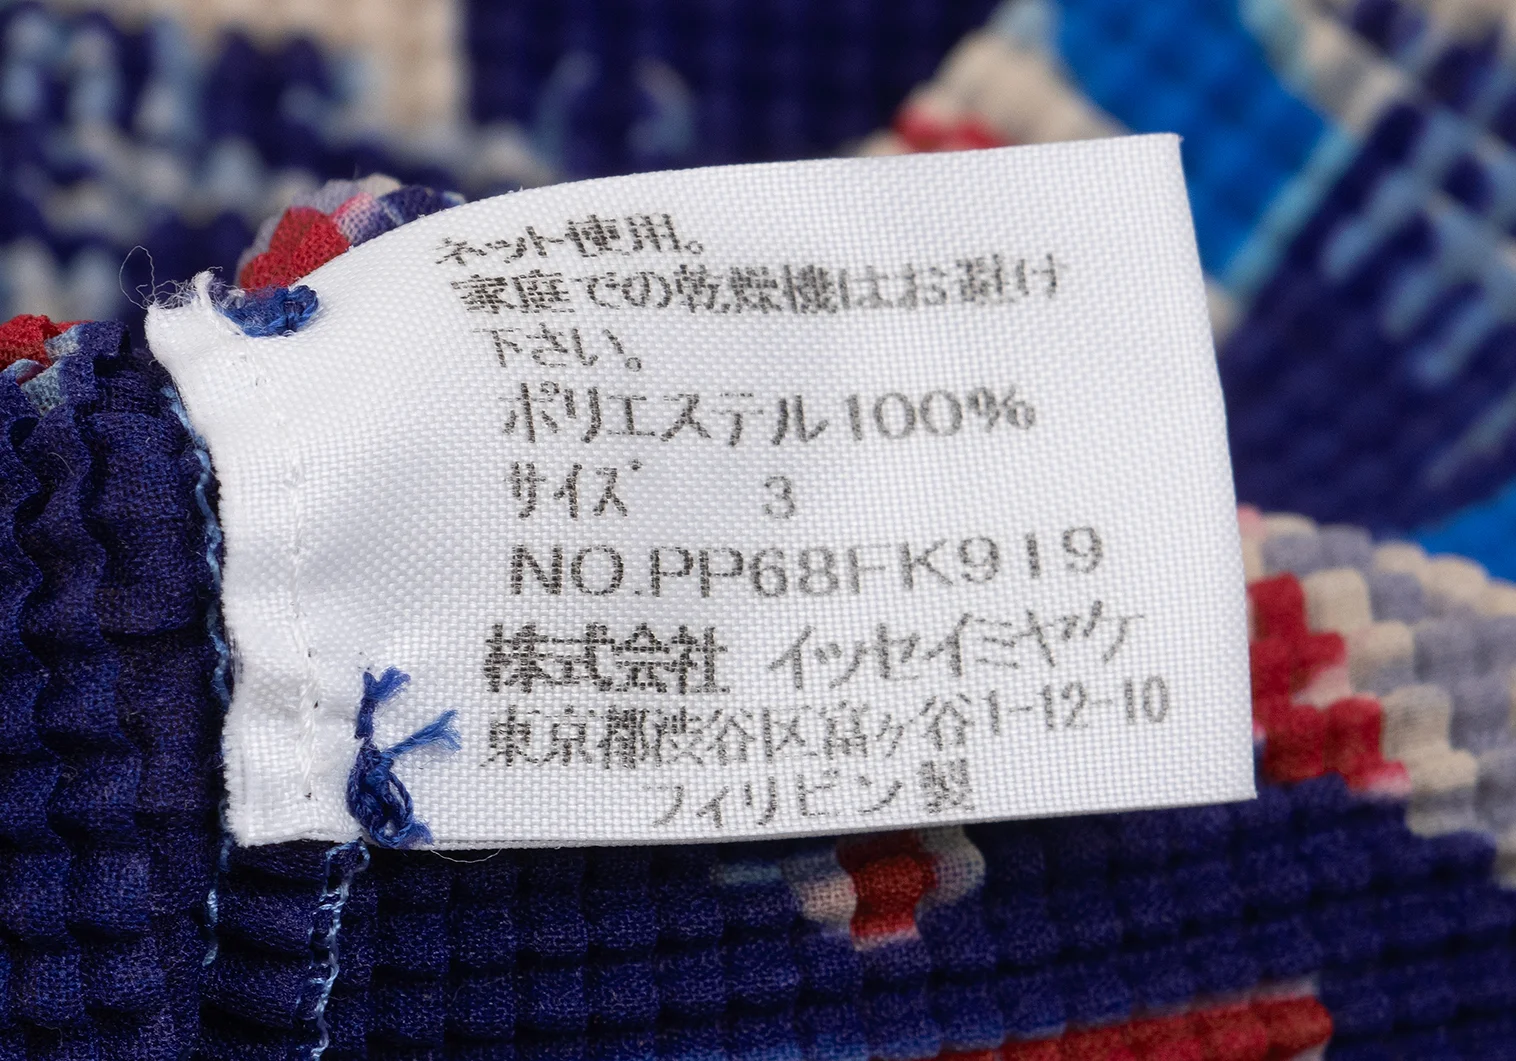 ネット使用。
家庭での乾燥機はお避け
下さい。
ポリエステル100%
サイズ 3
NO.PP68FK919
株式会社 イッセイミヤケ
東京都渋谷区富ヶ谷1-12-10
フィリピン製